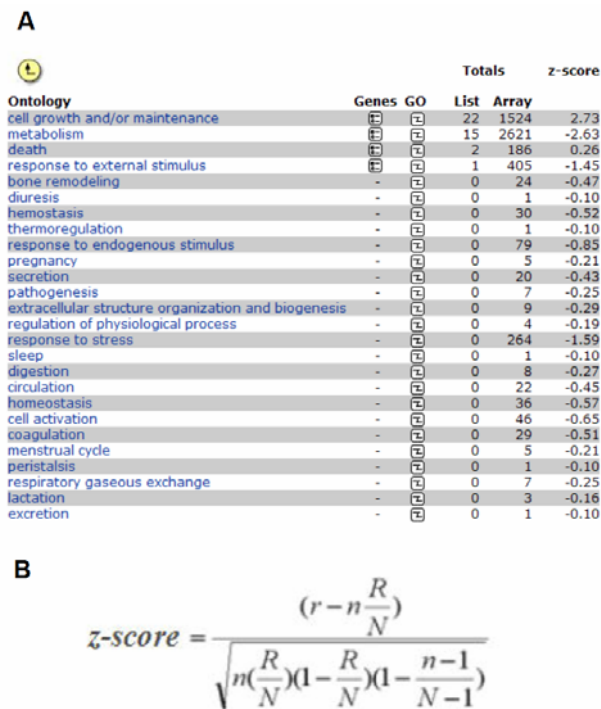 A
Totals z-score
Ontology Genes GO List Array
cell growth and/or maintenance 22 1524 2.73
metabolism 15 2621 -2.63
death 2 186 0.26
response to external stimulus 1 405 -1.45
bone remodeling - 0 24 -0.47
diuresis - 0 1 -0.10
hemostasis - 0 30 -0.52
thermoregulation - 0 1 -0.10
response to endogenous stimulus - 0 79 -0.85
pregnancy - 0 5 -0.21
secretion - 0 20 -0.43
pathogenesis - 0 7 -0.25
extracellular structure organization and biogenesis - 0 9 -0.29
regulation of physiological process - 0 4 -0.19
response to stress - 0 264 -1.59
sleep - 0 1 -0.10
digestion - 0 8 -0.27
circulation - 0 22 -0.45
homeostasis - 0 36 -0.57
cell activation - 0 46 -0.65
coagulation - 0 29 -0.51
menstrual cycle - 0 5 -0.21
peristalsis - 0 1 -0.10
respiratory gaseous exchange - 0 7 -0.25
lactation - 0 3 -0.16
excretion - 0 1 -0.10
B
z-score = (r - n R/N) / √(n(R/N)(1 - R/N)(1 - (n-1)/(N-1)))